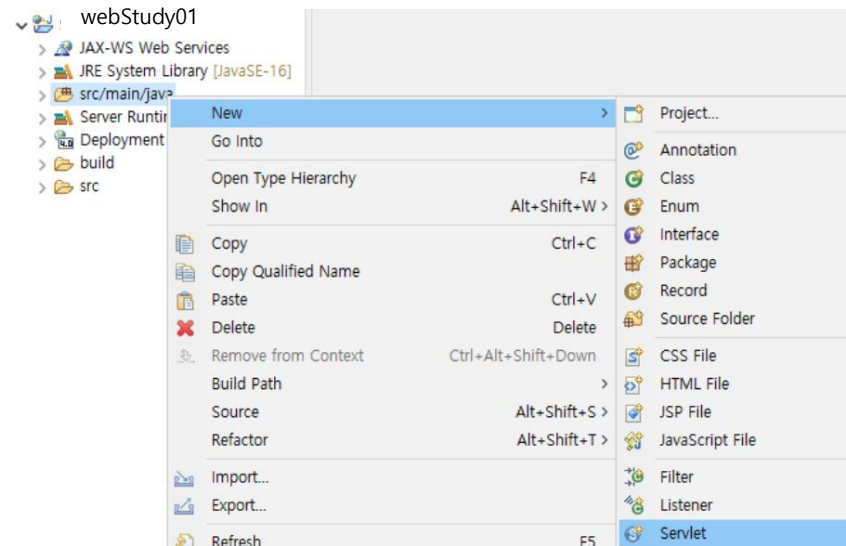 webStudy01
JAX-WS Web Services
JRE System Library [JavaSE-16]
src/main/java
Server Runtim
Deployment
build
src
New
Go Into
Open Type Hierarchy F4
Show In Alt+Shift+W >
Copy Ctrl+C
Copy Qualified Name
Paste Ctrl+V
Delete Delete
Remove from Context Ctrl+Alt+Shift+Down
Build Path >
Source Alt+Shift+S >
Refactor Alt+Shift+T >
Import...
Export...
Refresh F5
Project...
Annotation
Class
Enum
Interface
Package
Record
Source Folder
CSS File
HTML File
JSP File
JavaScript File
Filter
Listener
Servlet